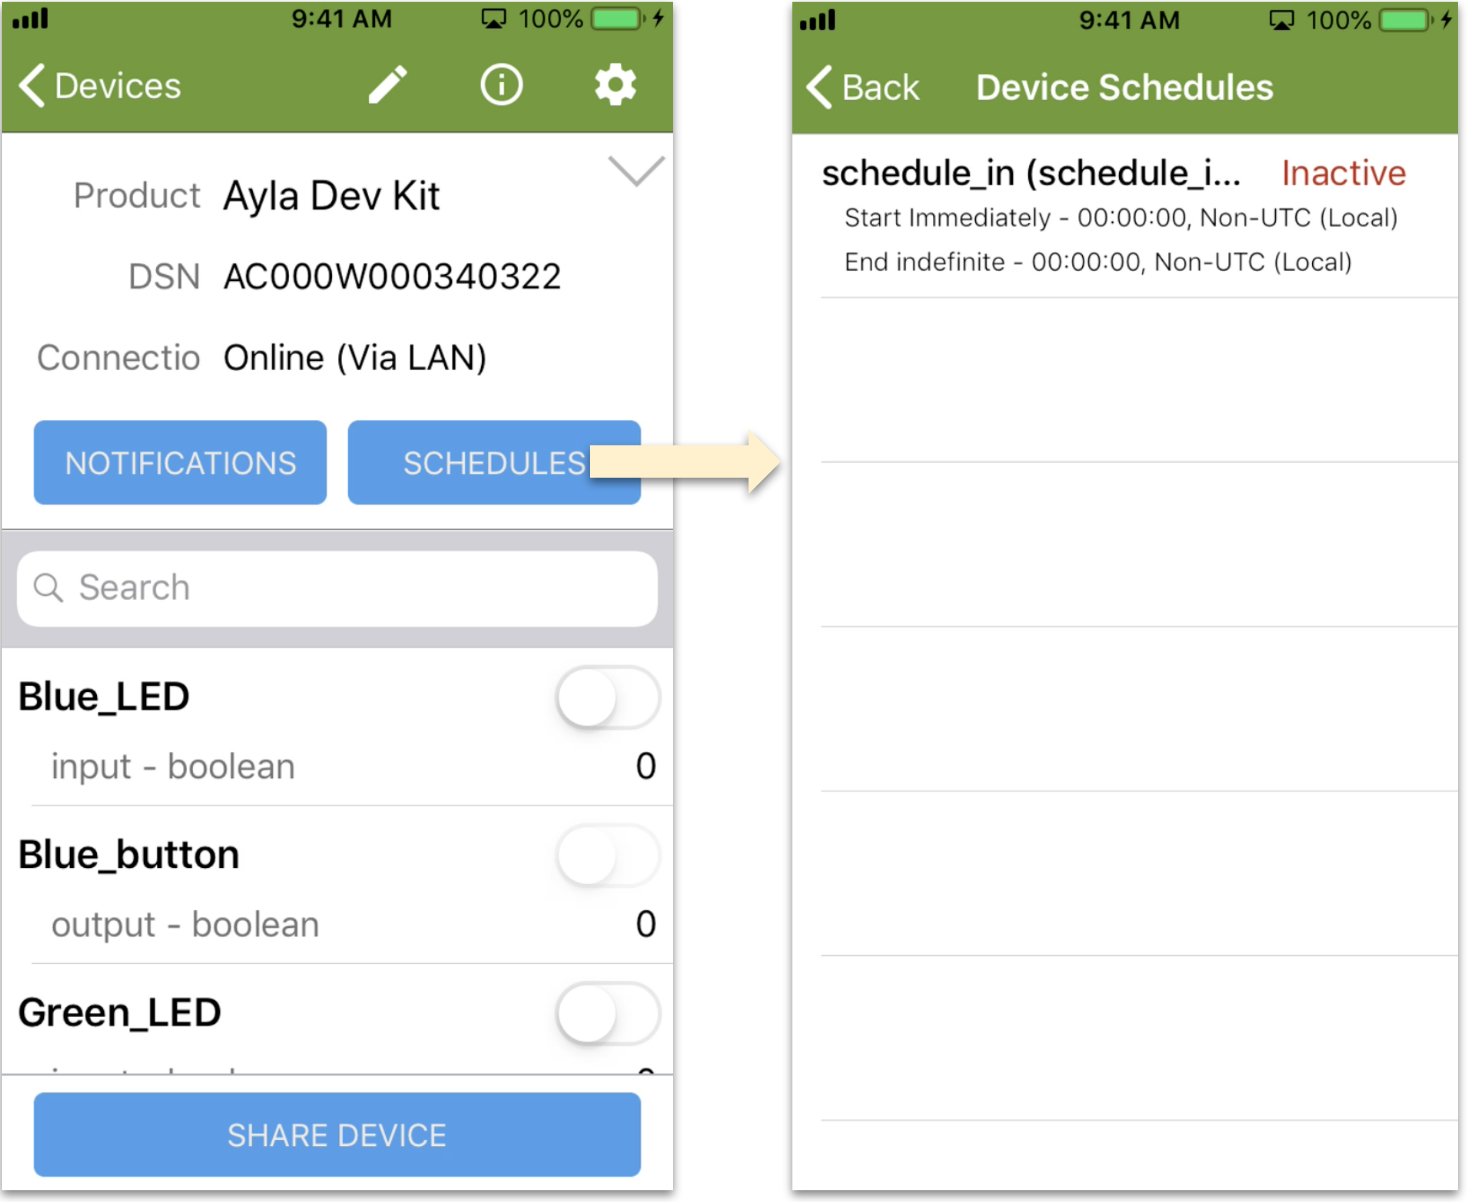 9:41 AM 100%
Devices
Product Ayla Dev Kit
DSN AC000W000340322
Connectio Online (Via LAN)
NOTIFICATIONS SCHEDULES
Search
Blue_LED
input - boolean 0
Blue_button
output - boolean 0
Green_LED
SHARE DEVICE
9:41 AM 100%
Back Device Schedules
schedule_in (schedule_i... Inactive
Start Immediately - 00:00:00, Non-UTC (Local)
End indefinite - 00:00:00, Non-UTC (Local)